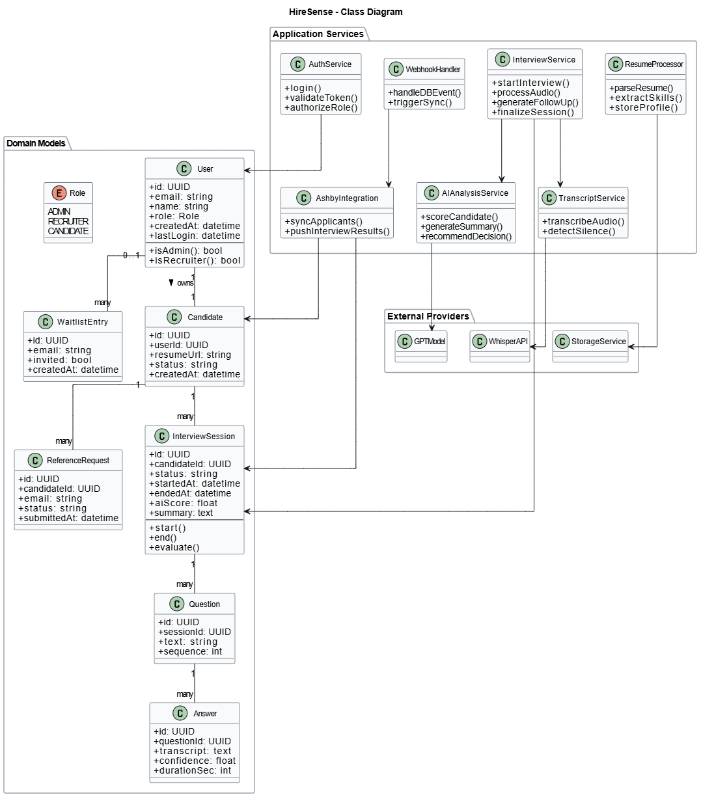 HireSense - Class Diagram
Application Services
C AuthService
+login()
+validateToken()
+authorizeRole()
C WebhookHandler
+handleDBEvent()
+triggerSync()
C InterviewService
+startInterview()
+processAudio()
+generateFollowUp()
+finalizeSession()
C ResumeProcessor
+parseResume()
+extractSkills()
+storeProfile()
C AshbyIntegration
+syncApplicants()
+pushInterviewResults()
C AIAnalysisService
+scoreCandidate()
+generateSummary()
+recommendDecision()
C TranscriptService
+transcribeAudio()
+detectSilence()
External Providers
C GPTModel
C WhisperAPI
C StorageService
Domain Models
E Role
ADMIN
RECRUITER
CANDIDATE
C User
+id: UUID
+email: string
+name: string
+role: Role
+createdAt: datetime
+lastLogin: datetime
+isAdmin(): bool
+isRecruiter(): bool
0
1
many
1
owns
1
C WaitlistEntry
+id: UUID
+email: string
+invited: bool
+createdAt: datetime
C Candidate
+id: UUID
+userId: UUID
+resumeUrl: string
+status: string
+createdAt: datetime
1
many
1
many
C ReferenceRequest
+id: UUID
+candidateId: UUID
+email: string
+status: string
+submittedAt: datetime
C InterviewSession
+id: UUID
+candidateId: UUID
+status: string
+startedAt: datetime
+endedAt: datetime
+aiScore: float
+summary: text
+start()
+end()
+evaluate()
1
many
C Question
+id: UUID
+sessionId: UUID
+text: string
+sequence: int
1
many
C Answer
+id: UUID
+questionId: UUID
+transcript: text
+confidence: float
+durationSec: int